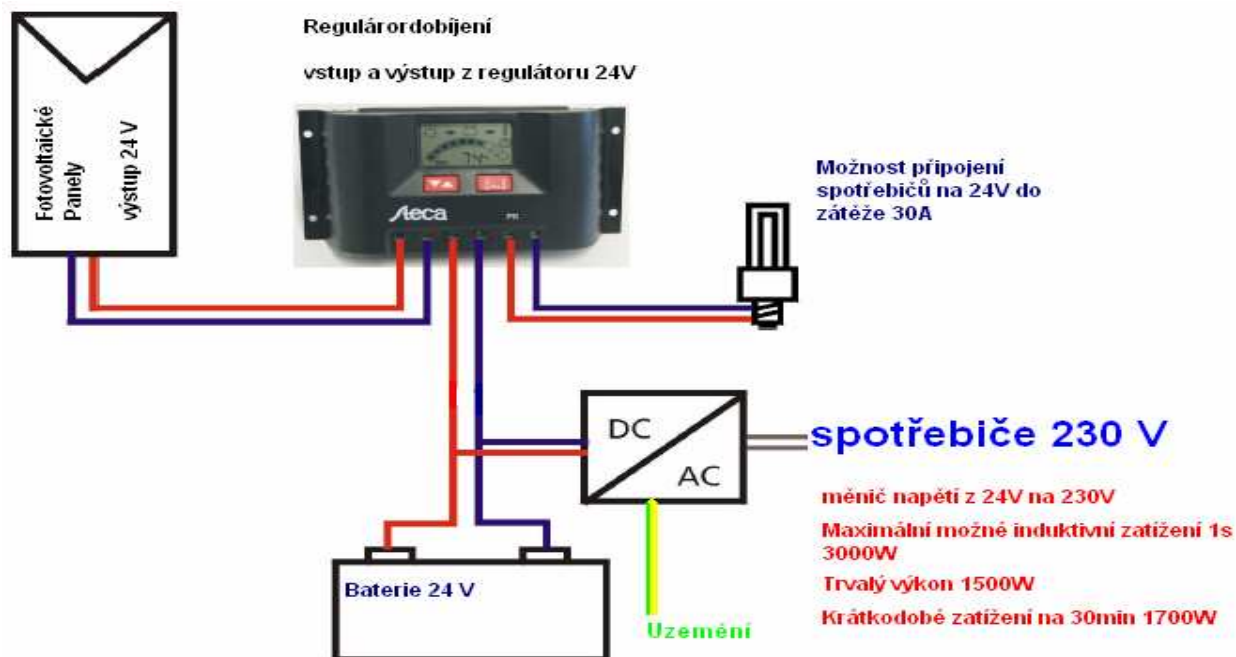 Regulárordobíjení
vstup a výstup z regulátoru 24V
Fotovoltaické
Panely
výstup 24 V
Steca
Možnost připojení
spotřebičů na 24V do
zátěže 30A
DC
AC
spotřebiče 230 V
měnič napětí z 24V na 230V
Maximální možné induktivní zatížení 1s
3000W
Trvalý výkon 1500W
Krátkodobé zatížení na 30min 1700W
Baterie 24 V
Uzemění